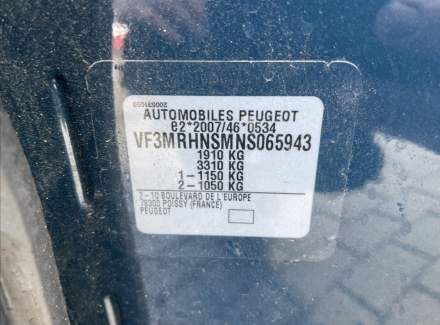 AUTOMOBILES PEUGEOT
e2*2007/46*0534
VF3MRHNSMNS065943
1910 KG
3310 KG
1-1150 KG
2-1050 KG
2-10 BOULEVARD DE L'EUROPE
78300 POISSY (FRANCE)
PEUGEOT